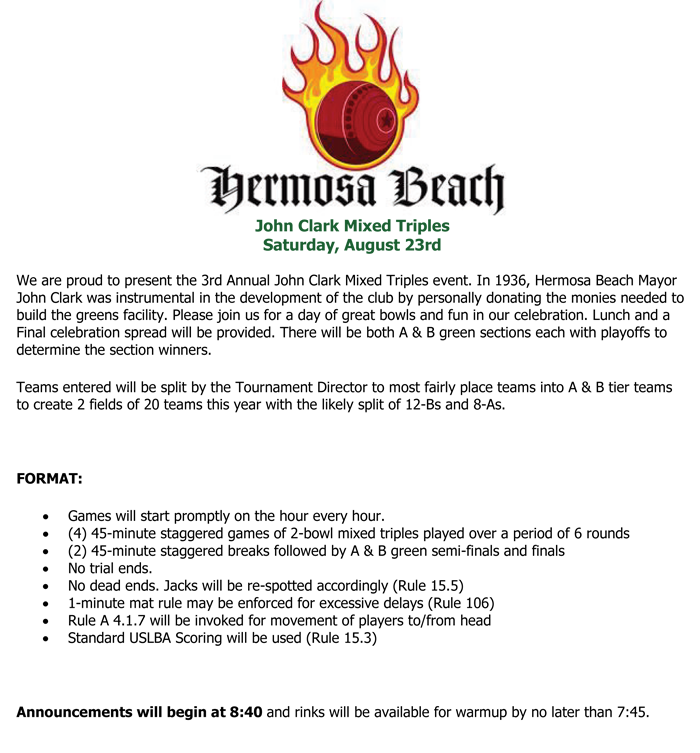 Hermosa Beach
John Clark Mixed Triples
Saturday, August 23rd
We are proud to present the 3rd Annual John Clark Mixed Triples event. In 1936, Hermosa Beach Mayor
John Clark was instrumental in the development of the club by personally donating the monies needed to
build the greens facility. Please join us for a day of great bowls and fun in our celebration. Lunch and a
Final celebration spread will be provided. There will be both A & B green sections each with playoffs to
determine the section winners.
Teams entered will be split by the Tournament Director to most fairly place teams into A & B tier teams
to create 2 fields of 20 teams this year with the likely split of 12-Bs and 8-As.
FORMAT:
• Games will start promptly on the hour every hour.
• (4) 45-minute staggered games of 2-bowl mixed triples played over a period of 6 rounds
• (2) 45-minute staggered breaks followed by A & B green semi-finals and finals
• No trial ends.
• No dead ends. Jacks will be re-spotted accordingly (Rule 15.5)
• 1-minute mat rule may be enforced for excessive delays (Rule 106)
• Rule A 4.1.7 will be invoked for movement of players to/from head
• Standard USLBA Scoring will be used (Rule 15.3)
Announcements will begin at 8:40 and rinks will be available for warmup by no later than 7:45.